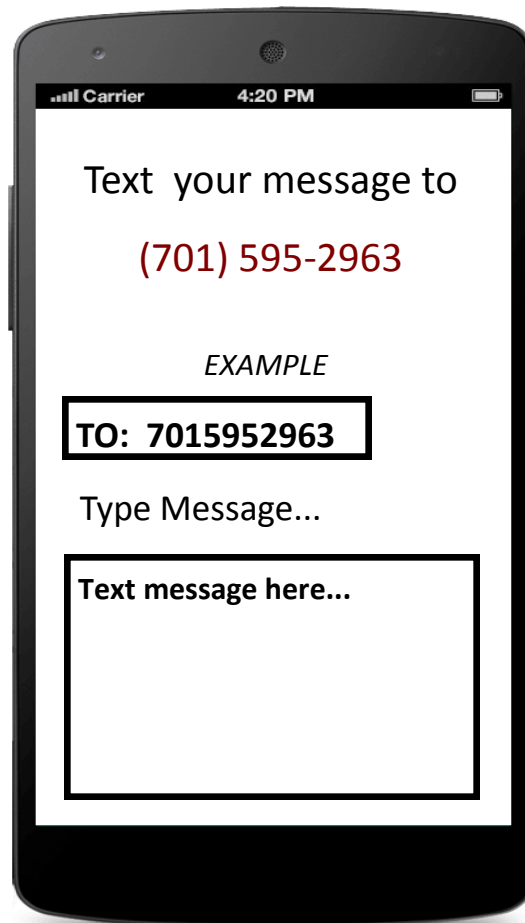 Carrier 4:20 PM
Text your message to
(701) 595-2963
EXAMPLE
TO: 7015952963
Type Message...
Text message here...